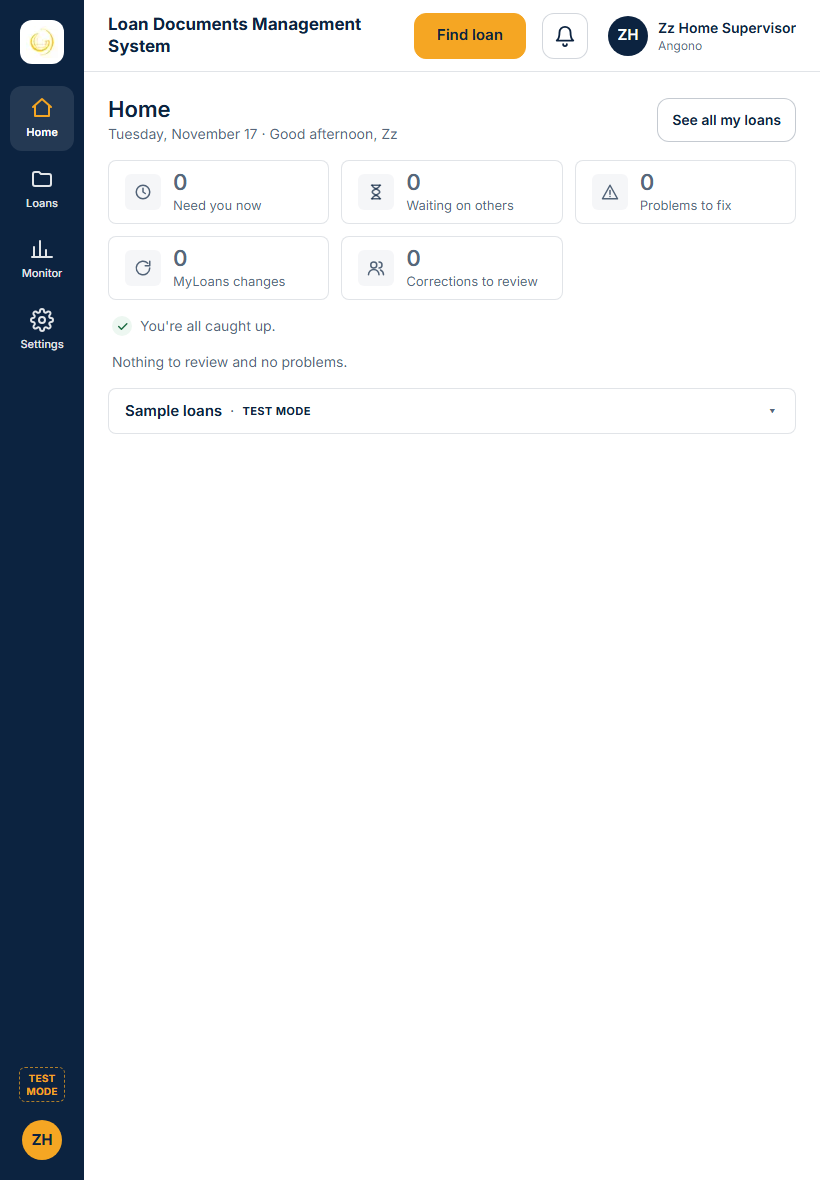 Loan Documents Management
System
Find loan
ZH
Zz Home Supervisor
Angono
Home
Loans
Monitor
Settings
TEST
MODE
ZH
Home
Tuesday, November 17 · Good afternoon, Zz
See all my loans
0
Need you now
0
Waiting on others
0
Problems to fix
0
MyLoans changes
0
Corrections to review
You're all caught up.
Nothing to review and no problems.
Sample loans · TEST MODE